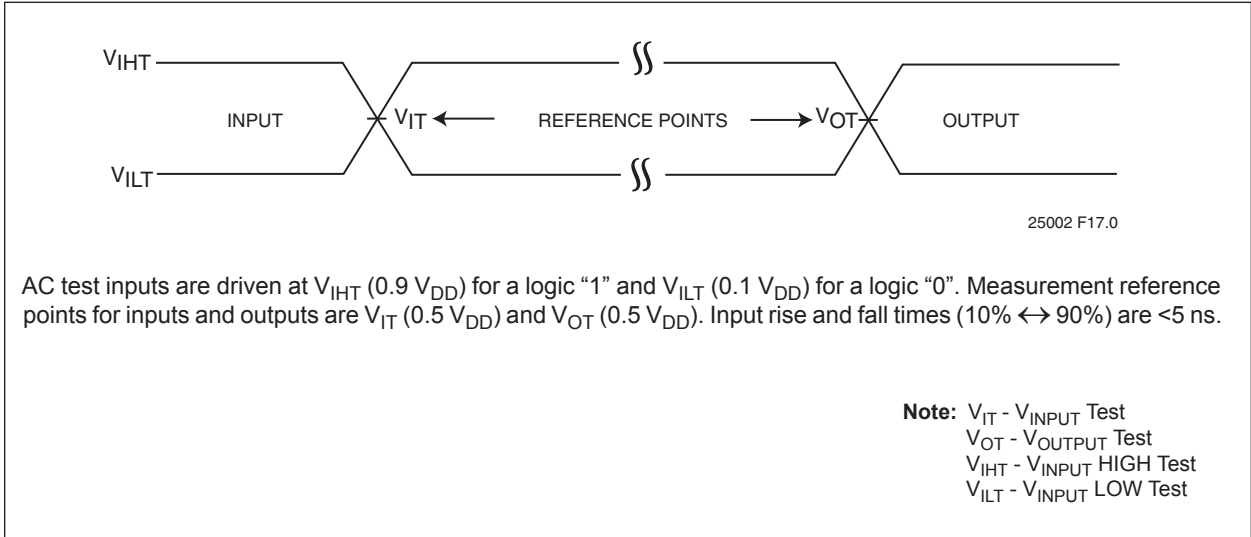 VIHT
INPUT VIT REFERENCE POINTS VOT OUTPUT
VILT
25002 F17.0
AC test inputs are driven at VIHT (0.9 VDD) for a logic “1” and VILT (0.1 VDD) for a logic “0”. Measurement reference
points for inputs and outputs are VIT (0.5 VDD) and VOT (0.5 VDD). Input rise and fall times (10% ↔ 90%) are <5 ns.
Note: VIT - VINPUT Test
VOT - VOUTPUT Test
VIHT - VINPUT HIGH Test
VILT - VINPUT LOW Test